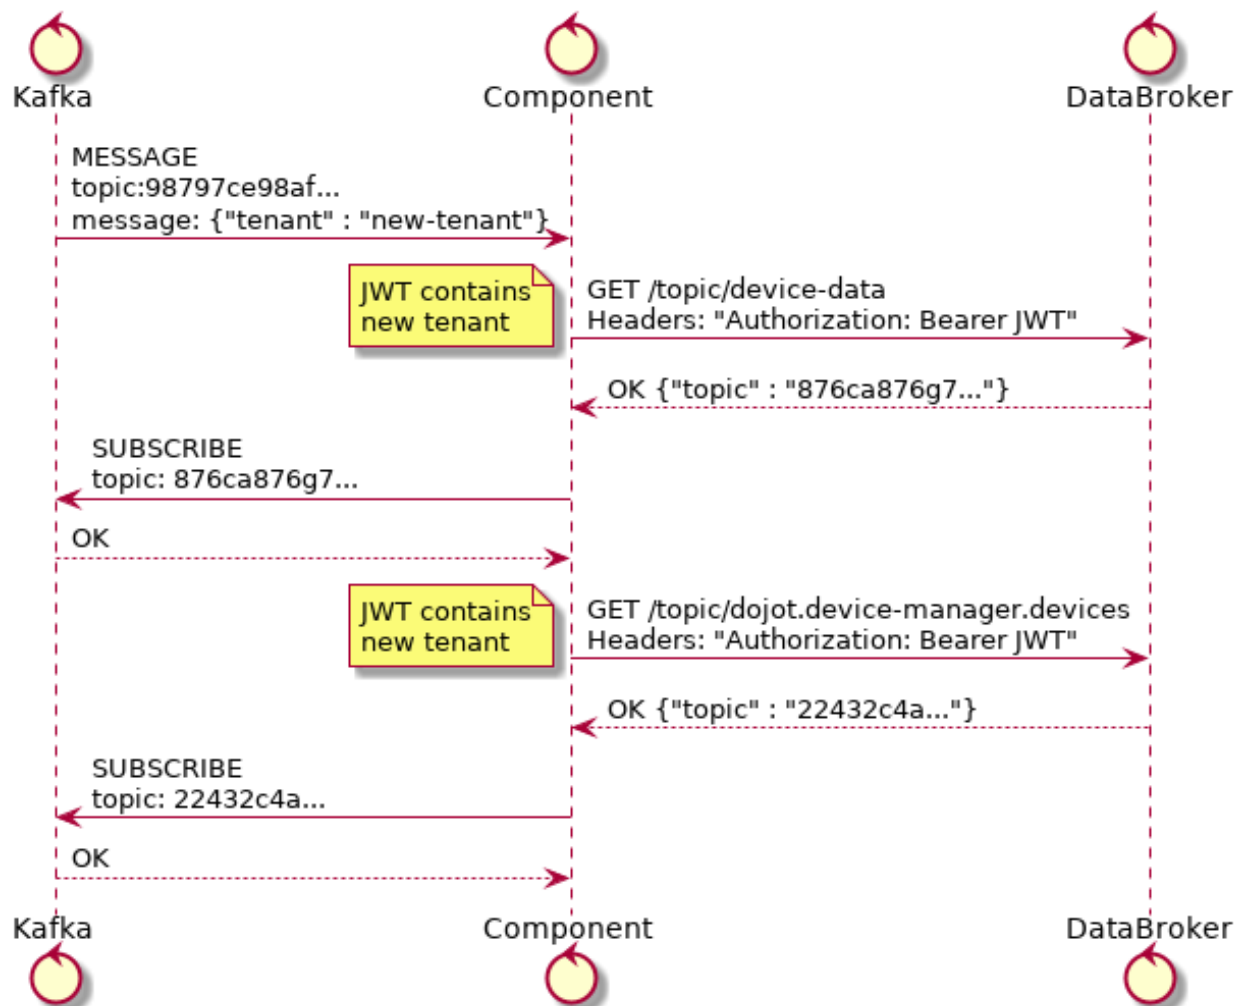 Kafka
Component
DataBroker
MESSAGE
topic:98797ce98af...
message: {"tenant" : "new-tenant"}
JWT contains
new tenant
GET /topic/device-data
Headers: "Authorization: Bearer JWT"
OK {"topic" : "876ca876g7..."}
SUBSCRIBE
topic: 876ca876g7...
OK
JWT contains
new tenant
GET /topic/dojot.device-manager.devices
Headers: "Authorization: Bearer JWT"
OK {"topic" : "22432c4a..."}
SUBSCRIBE
topic: 22432c4a...
OK
Kafka
Component
DataBroker